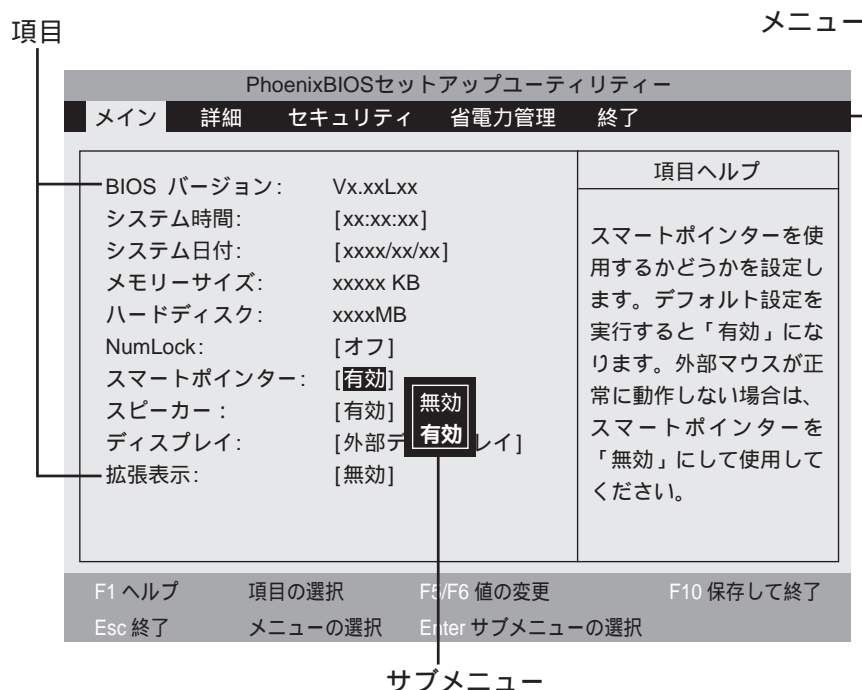 項目
メニュー
PhoenixBIOSセットアップユーティリティー
メイン 詳細 セキュリティ 省電力管理 終了
BIOS バージョン: Vx.xxLxx
システム時間: [xx:xx:xx]
システム日付: [xxxx/xx/xx]
メモリーサイズ: xxxxx KB
ハードディスク: xxxxMB
NumLock: [オフ]
スマートポインター: [有効]
スピーカー: [有効]
ディスプレイ: [外部デ レイ]
拡張表示: [無効]
無効
有効
項目ヘルプ
スマートポインターを使
用するかどうかを設定し
ます。デフォルト設定を
実行すると「有効」にな
ります。外部マウスが正
常に動作しない場合は、
スマートポインターを
「無効」にして使用して
ください。
F1 ヘルプ 項目の選択 F5/F6 値の変更 F10 保存して終了
Esc 終了 メニューの選択 Enter サブメニューの選択
サブメニュー